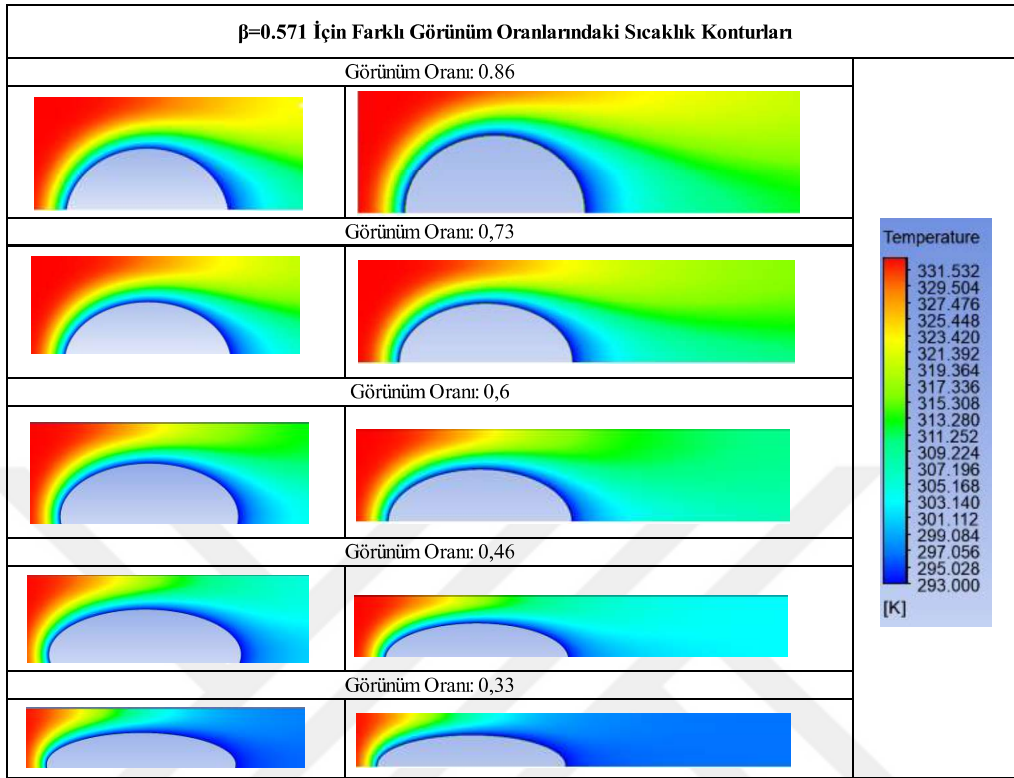 β=0.571 İçin Farklı Görünüm Oranlarındaki Sıcaklık Konturları
Görünüm Oranı: 0.86
Görünüm Oranı: 0,73
Görünüm Oranı: 0,6
Görünüm Oranı: 0,46
Görünüm Oranı: 0,33
Temperature
331.532
329.504
327.476
325.448
323.420
321.392
319.364
317.336
315.308
313.280
311.252
309.224
307.196
305.168
303.140
301.112
299.084
297.056
295.028
293.000
[K]